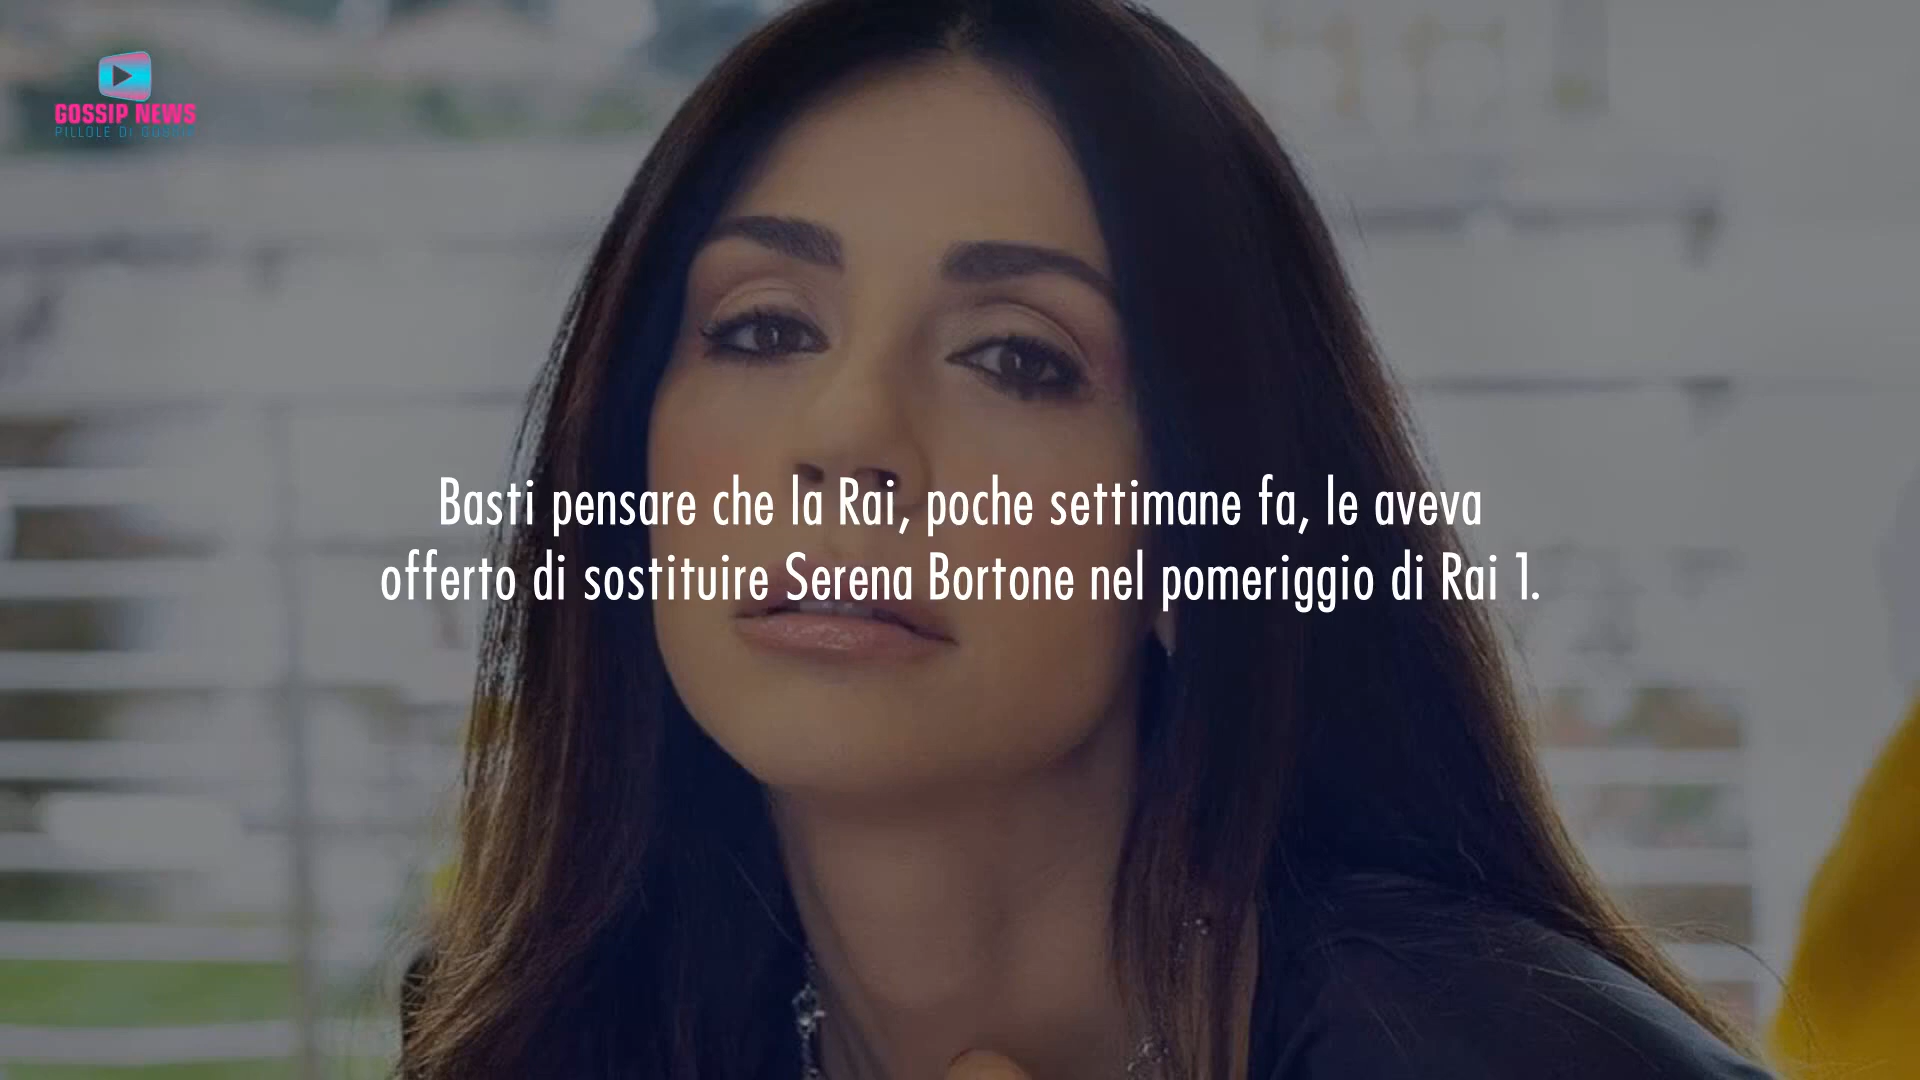 GOSSIP NEWS
PILLOLE DI GOSSIP
Basti pensare che la Rai, poche settimane fa, le aveva
offerto di sostituire Serena Bortone nel pomeriggio di Rai 1.